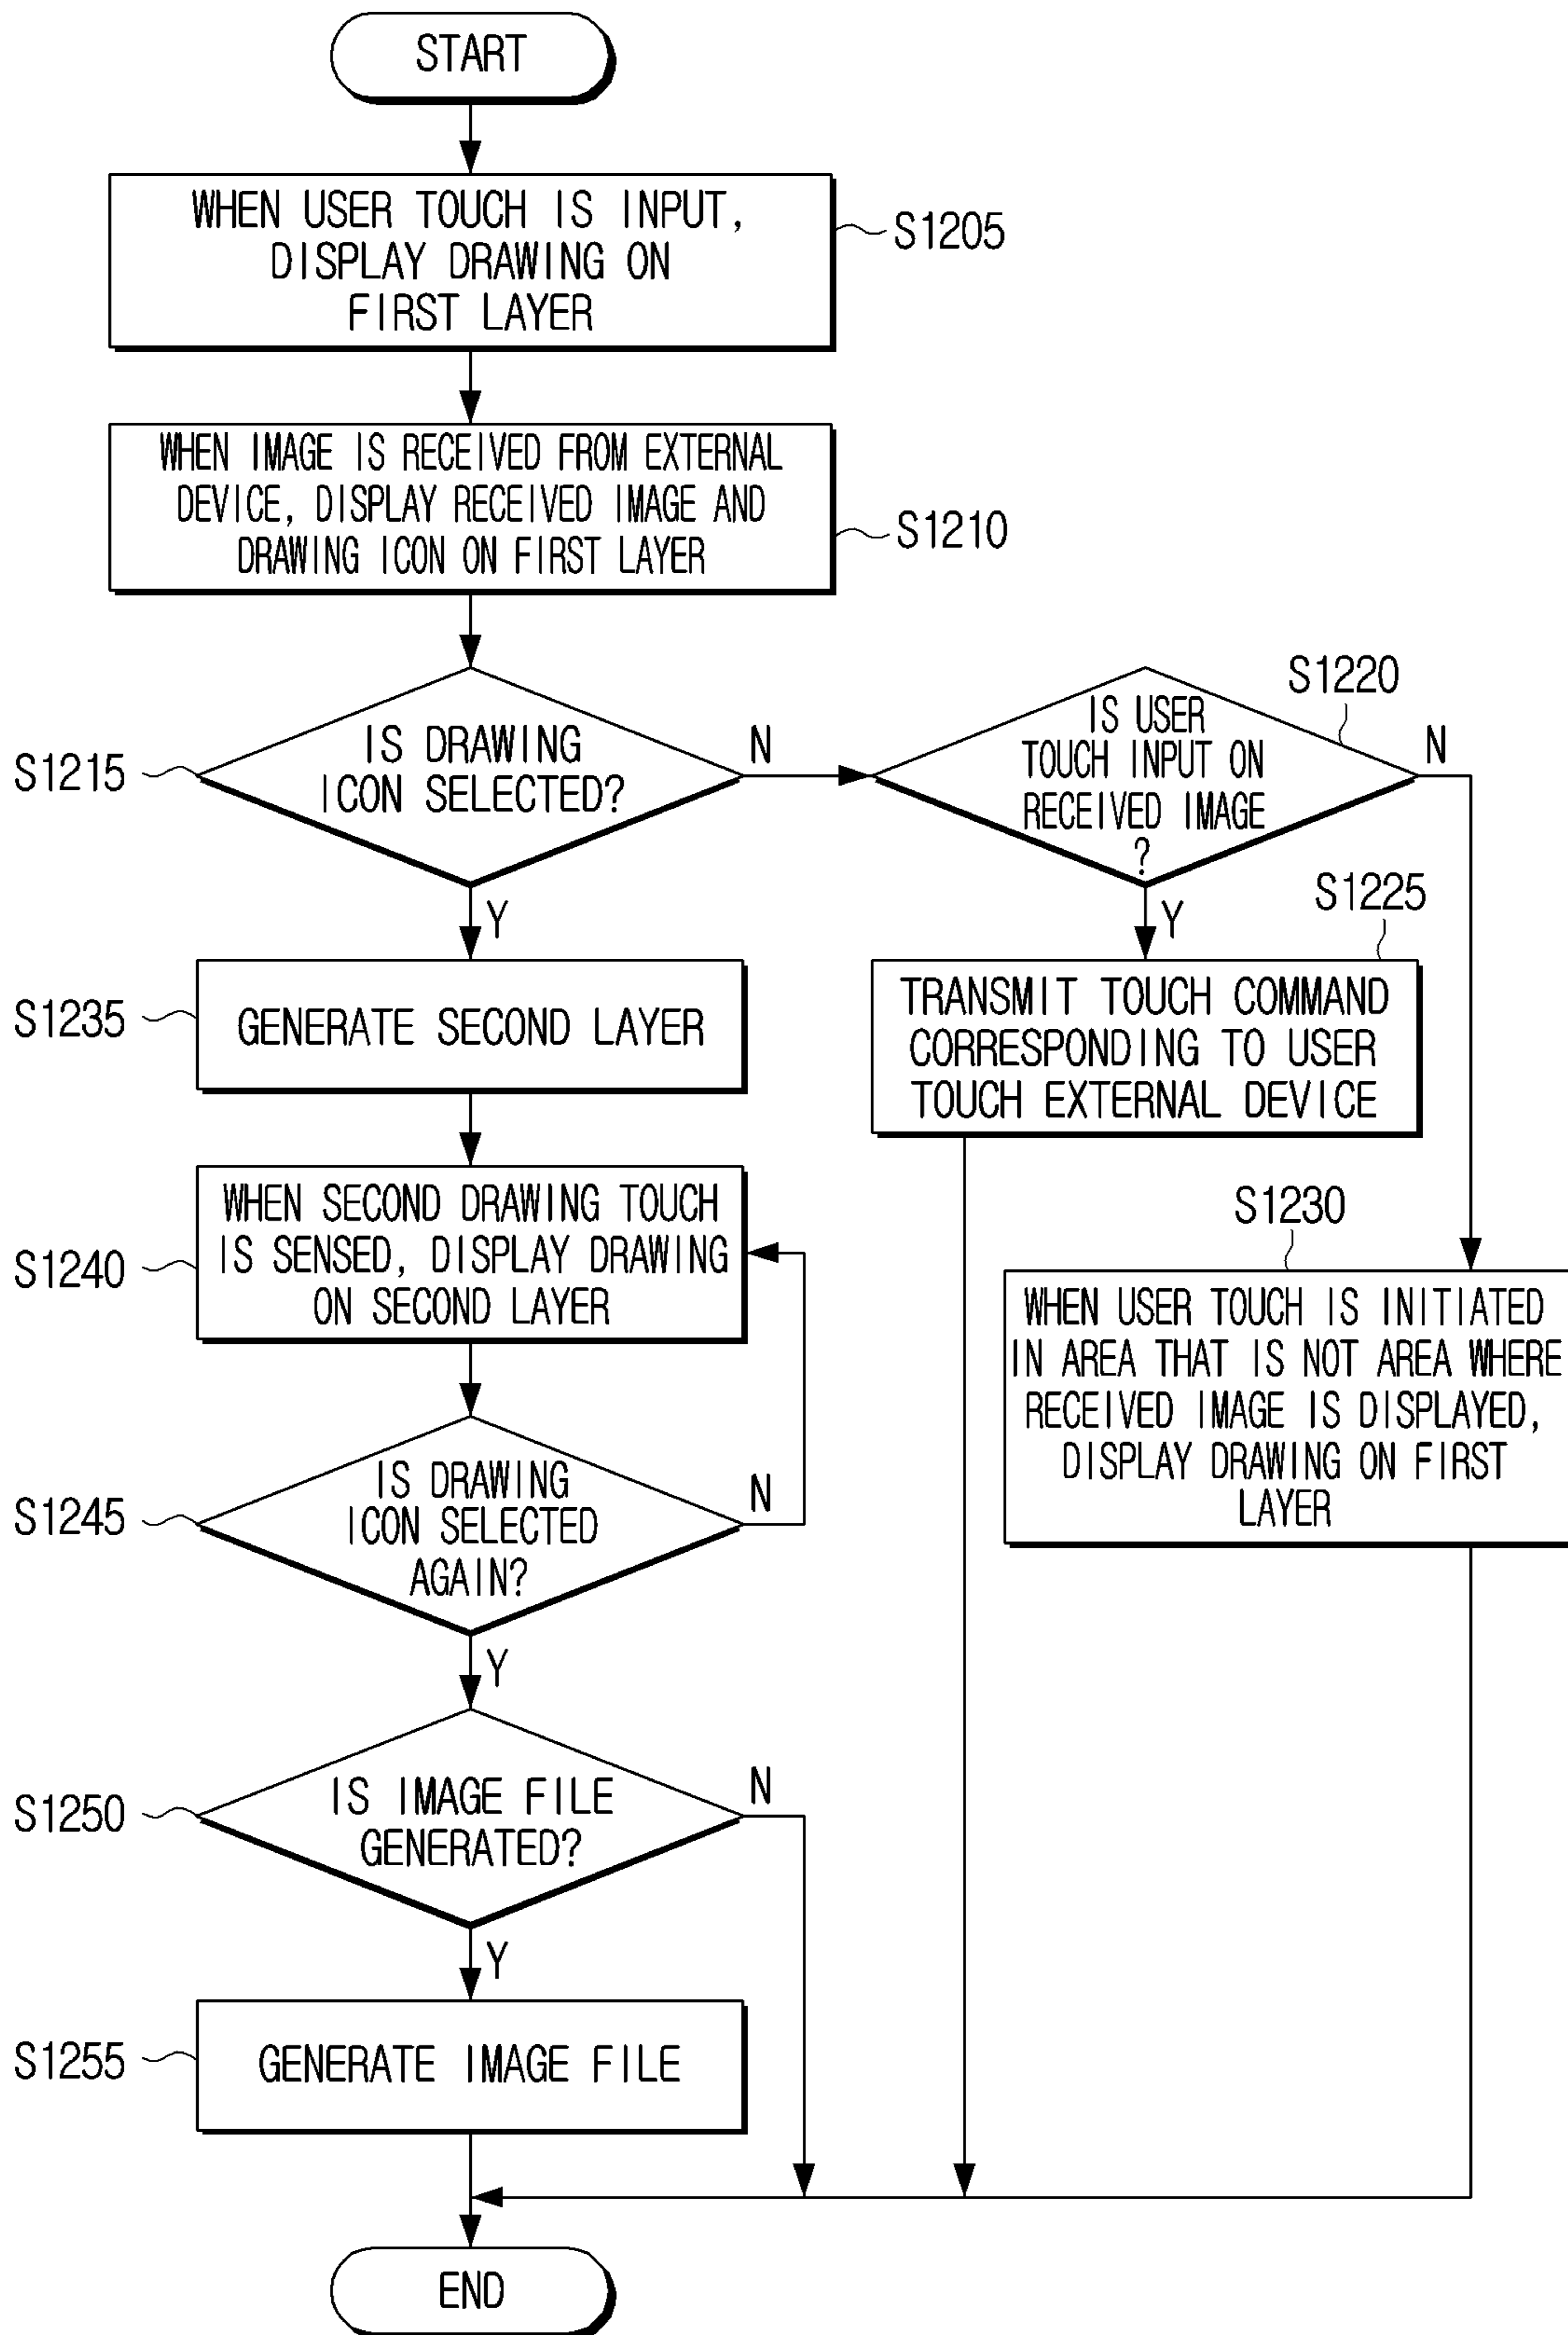 START
WHEN USER TOUCH IS INPUT,
DISPLAY DRAWING ON
FIRST LAYER
S1205
WHEN IMAGE IS RECEIVED FROM EXTERNAL
DEVICE, DISPLAY RECEIVED IMAGE AND
DRAWING ICON ON FIRST LAYER
S1210
S1215
IS DRAWING
ICON SELECTED?
N
Y
S1220
IS USER
TOUCH INPUT ON
RECEIVED IMAGE
?
N
Y
S1225
TRANSMIT TOUCH COMMAND
CORRESPONDING TO USER
TOUCH EXTERNAL DEVICE
S1230
WHEN USER TOUCH IS INITIATED
IN AREA THAT IS NOT AREA WHERE
RECEIVED IMAGE IS DISPLAYED,
DISPLAY DRAWING ON FIRST
LAYER
S1235
GENERATE SECOND LAYER
S1240
WHEN SECOND DRAWING TOUCH
IS SENSED, DISPLAY DRAWING
ON SECOND LAYER
S1245
IS DRAWING
ICON SELECTED
AGAIN?
N
Y
S1250
IS IMAGE FILE
GENERATED?
N
Y
S1255
GENERATE IMAGE FILE
END